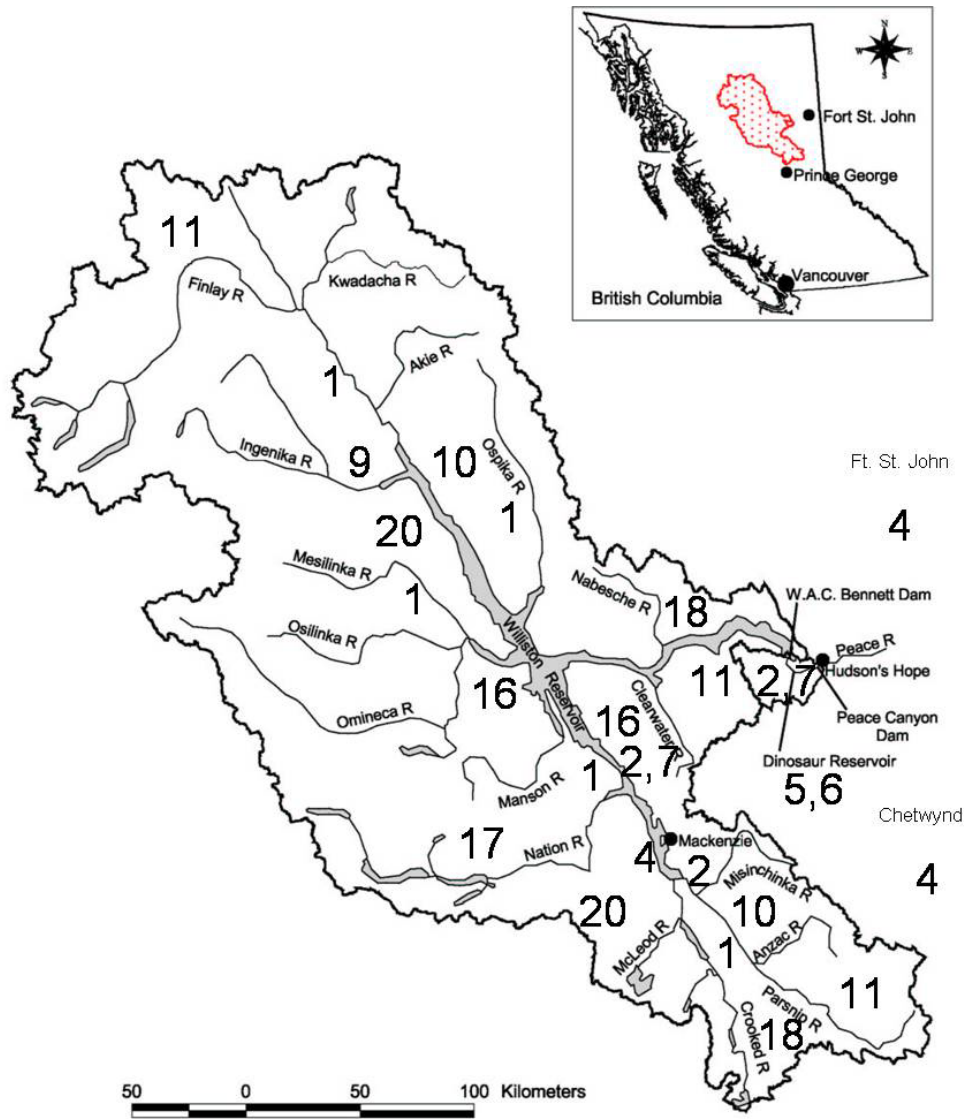 N
W
E
S
Fort St. John
Prince George
Vancouver
British Columbia
11
Finlay R
Kwadacha R
Akie R
1
Ingenika R
9
10
Ospika R
Ft. St. John
20
1
4
Mesilinka R
1
Nabesche R
18
W.A.C. Bennett Dam
Osilinka R
Williston Reservoir
Peace R
Hudson's Hope
16
11
2,7
Omineca R
16
Clearwater R
Peace Canyon
Dam
2,7
Dinosaur Reservoir
Manson R
1
5,6
Chetwynd
17
Nation R
4
Mackenzie
2
Misinchinka R
4
20
10
McLeod R
1
Anzac R
11
Parsnip R
Crooked R
18
50 0 50 100 Kilometers